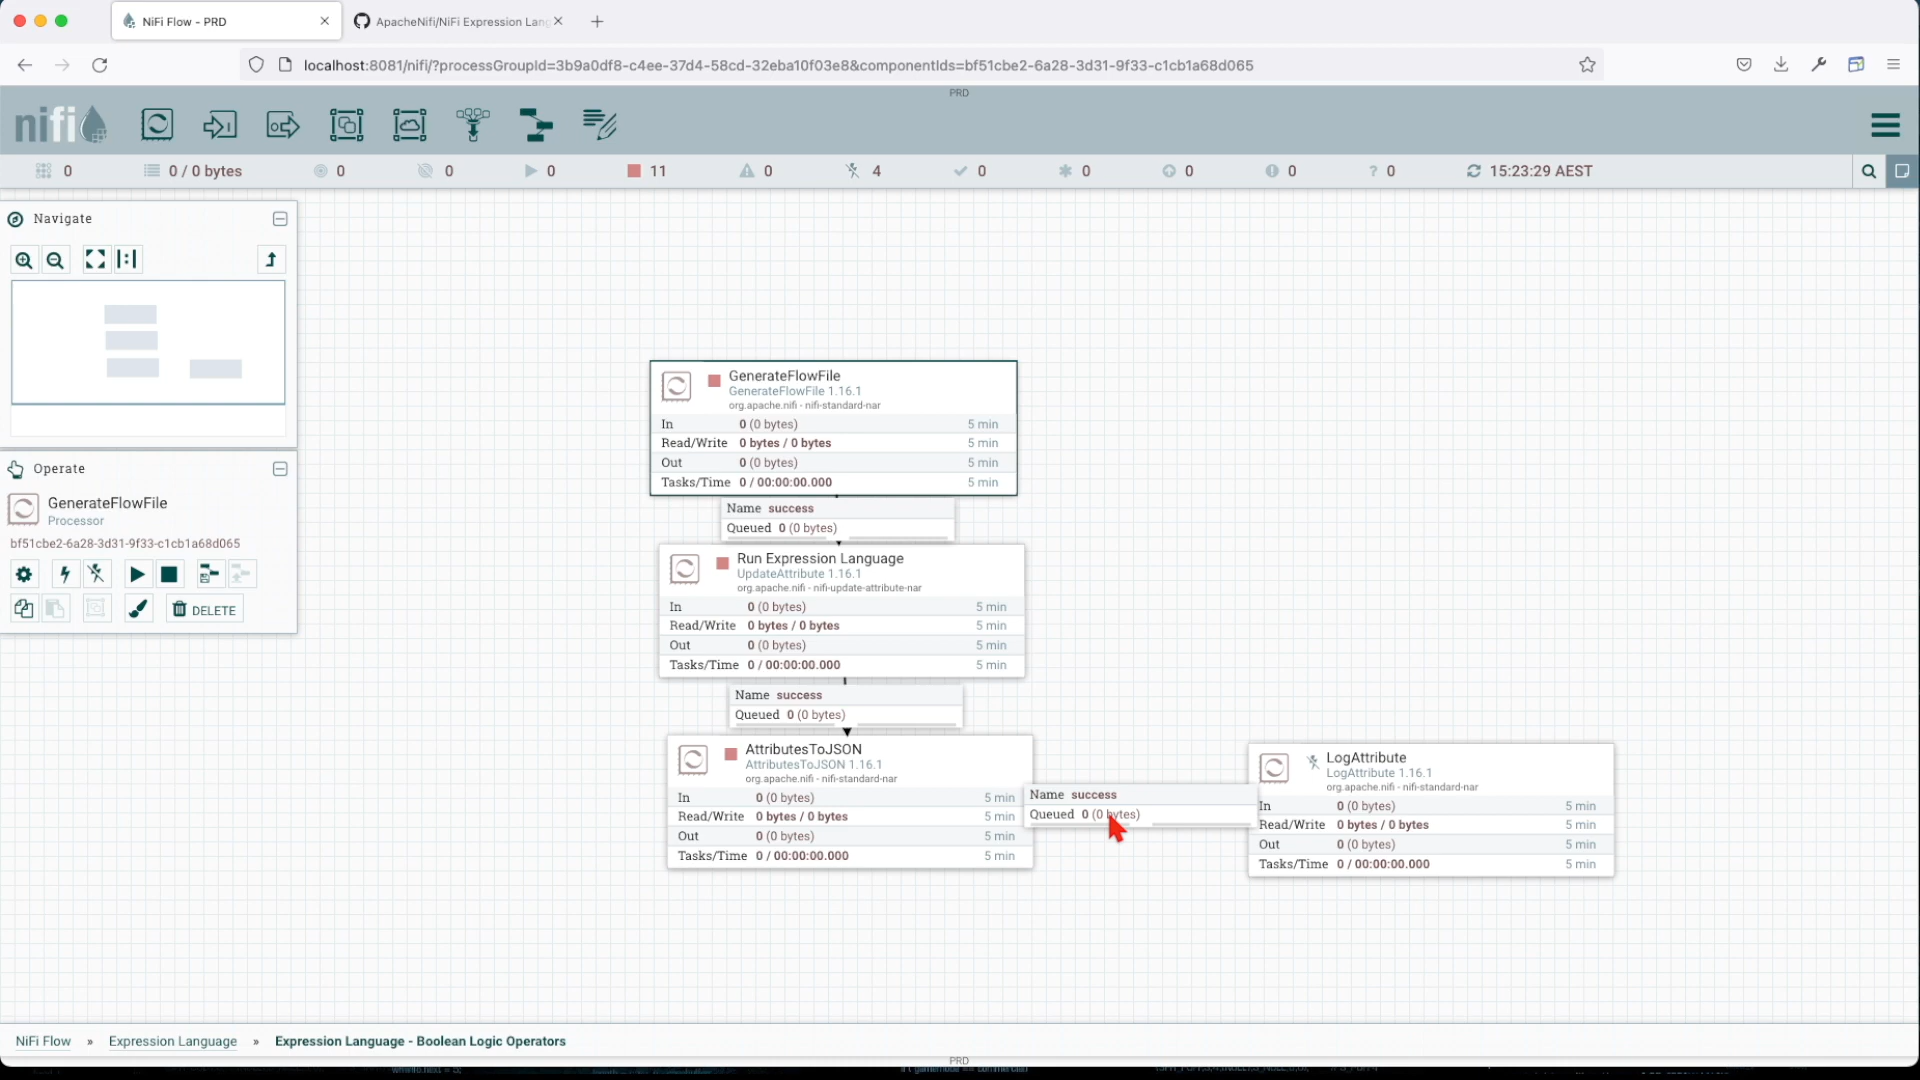 NiFi Flow - PRD
ApacheNifi/NiFi Expression Lang
localhost:8081/nifi/?processGroupId=3b9a0df8-c4ee-37d4-58cd-32eba10f03e8&componentIds=bf51cbe2-6a28-3d31-9f33-c1cb1a68d065
PRD
nifi
0 0 / 0 bytes 0 0 0 11 0 4 0 0 0 0 ? 0 15:23:29 AEST
Navigate
Operate
GenerateFlowFile
Processor
bf51cbe2-6a28-3d31-9f33-c1cb1a68d065
DELETE
GenerateFlowFile
GenerateFlowFile 1.16.1
org.apache.nifi - nifi-standard-nar
In 0 (0 bytes) 5 min
Read/Write 0 bytes / 0 bytes 5 min
Out 0 (0 bytes) 5 min
Tasks/Time 0 / 00:00:00.000 5 min
Name success
Queued 0 (0 bytes)
Run Expression Language
UpdateAttribute 1.16.1
org.apache.nifi - nifi-update-attribute-nar
In 0 (0 bytes) 5 min
Read/Write 0 bytes / 0 bytes 5 min
Out 0 (0 bytes) 5 min
Tasks/Time 0 / 00:00:00.000 5 min
Name success
Queued 0 (0 bytes)
AttributesToJSON
AttributesToJSON 1.16.1
org.apache.nifi - nifi-standard-nar
In 0 (0 bytes) 5 min
Read/Write 0 bytes / 0 bytes 5 min
Out 0 (0 bytes) 5 min
Tasks/Time 0 / 00:00:00.000 5 min
Name success
Queued 0 (0 bytes)
LogAttribute
LogAttribute 1.16.1
org.apache.nifi - nifi-standard-nar
In 0 (0 bytes) 5 min
Read/Write 0 bytes / 0 bytes 5 min
Out 0 (0 bytes) 5 min
Tasks/Time 0 / 00:00:00.000 5 min
NiFi Flow » Expression Language » Expression Language - Boolean Logic Operators
PRD